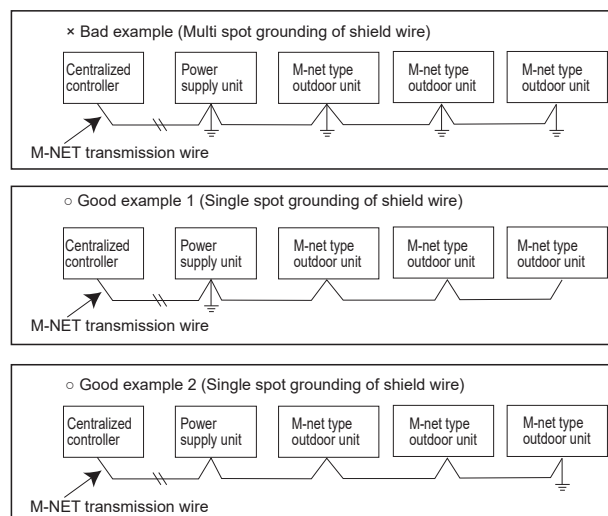 × Bad example (Multi spot grounding of shield wire)
Centralized
controller
Power
supply unit
M-net type
outdoor unit
M-net type
outdoor unit
M-net type
outdoor unit
M-NET transmission wire
○ Good example 1 (Single spot grounding of shield wire)
Centralized
controller
Power
supply unit
M-net type
outdoor unit
M-net type
outdoor unit
M-net type
outdoor unit
M-NET transmission wire
○ Good example 2 (Single spot grounding of shield wire)
Centralized
controller
Power
supply unit
M-net type
outdoor unit
M-net type
outdoor unit
M-net type
outdoor unit
M-NET transmission wire